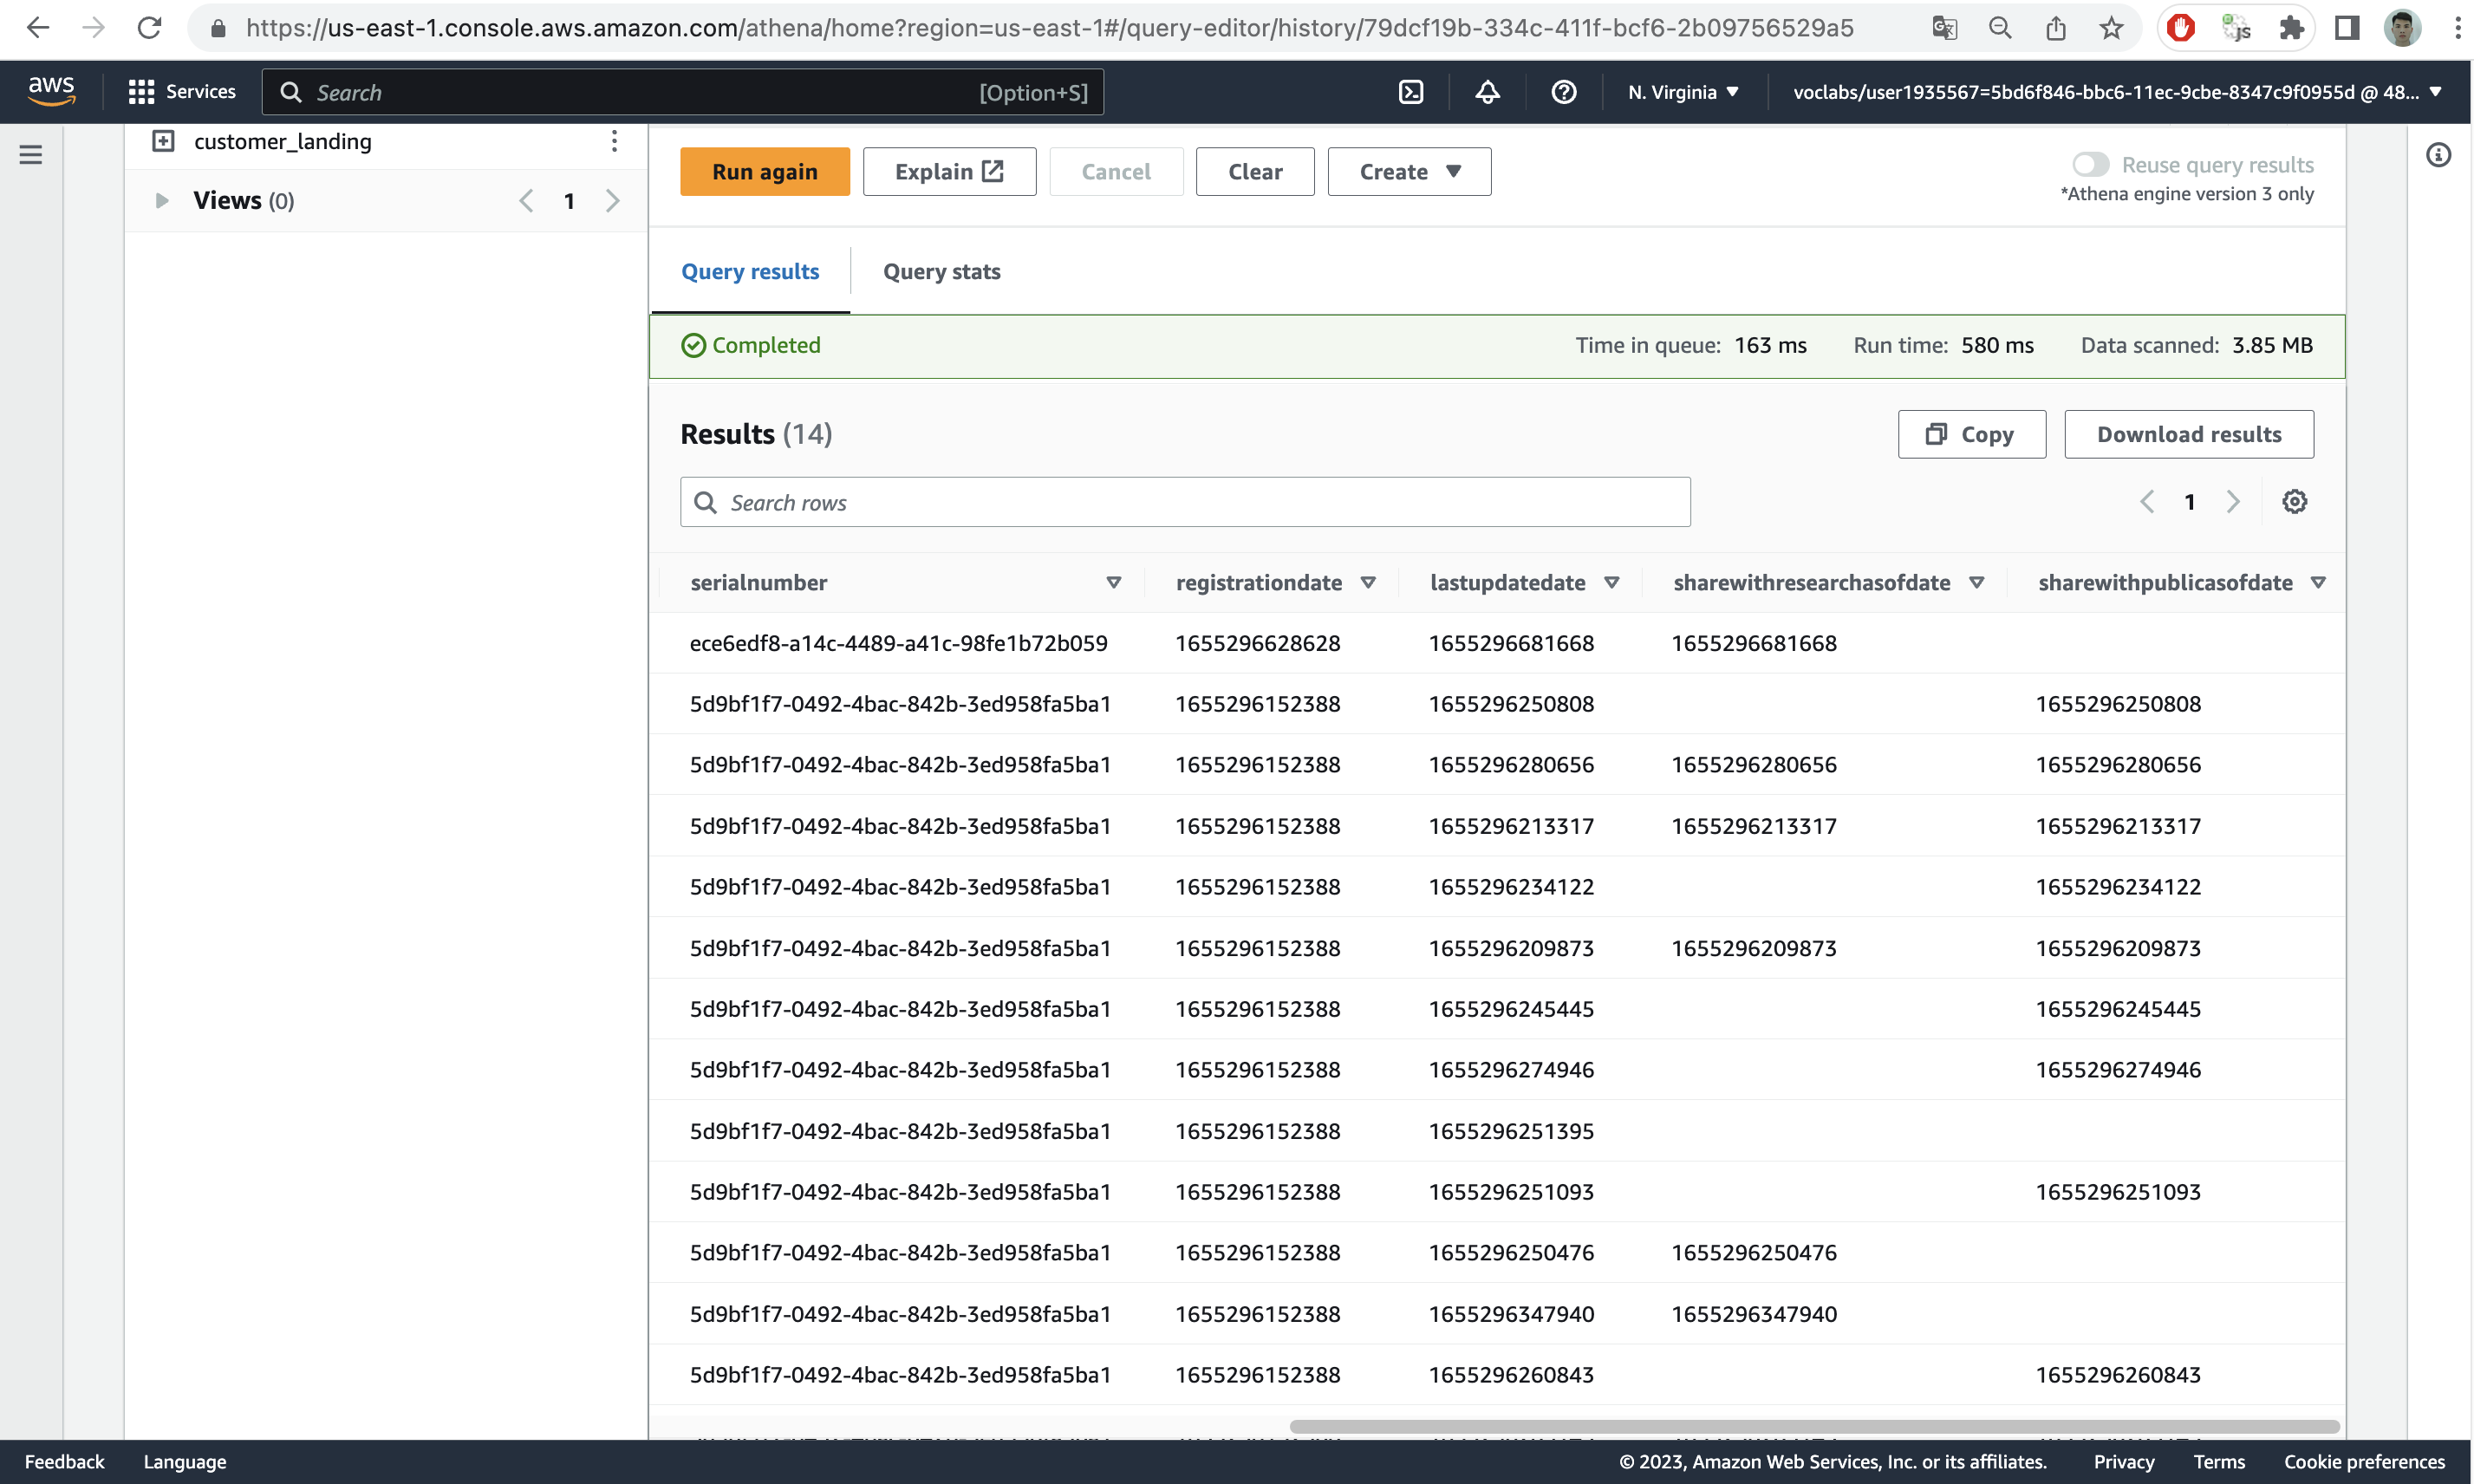 https://us-east-1.console.aws.amazon.com/athena/home?region=us-east-1#/query-editor/history/79dcf19b-334c-411f-bcf6-2b09756529a5
aws Services Search [Option+S] N. Virginia voclabs/user1935567=5bd6f846-bbc6-11ec-9cbe-8347c9f0955d @ 48...
customer_landing
Views (0) 1
Run again Explain Cancel Clear Create Reuse query results
*Athena engine version 3 only
Query results Query stats
Completed Time in queue: 163 ms Run time: 580 ms Data scanned: 3.85 MB
Results (14) Copy Download results
Search rows 1
serialnumber registrationdate lastupdatedate sharewithresearchasofdate sharewithpublicasofdate
ece6edf8-a14c-4489-a41c-98fe1b72b059 1655296628628 1655296681668 1655296681668
5d9bf1f7-0492-4bac-842b-3ed958fa5ba1 1655296152388 1655296250808 1655296250808
5d9bf1f7-0492-4bac-842b-3ed958fa5ba1 1655296152388 1655296280656 1655296280656 1655296280656
5d9bf1f7-0492-4bac-842b-3ed958fa5ba1 1655296152388 1655296213317 1655296213317 1655296213317
5d9bf1f7-0492-4bac-842b-3ed958fa5ba1 1655296152388 1655296234122 1655296234122
5d9bf1f7-0492-4bac-842b-3ed958fa5ba1 1655296152388 1655296209873 1655296209873 1655296209873
5d9bf1f7-0492-4bac-842b-3ed958fa5ba1 1655296152388 1655296245445 1655296245445
5d9bf1f7-0492-4bac-842b-3ed958fa5ba1 1655296152388 1655296274946 1655296274946
5d9bf1f7-0492-4bac-842b-3ed958fa5ba1 1655296152388 1655296251395
5d9bf1f7-0492-4bac-842b-3ed958fa5ba1 1655296152388 1655296251093 1655296251093
5d9bf1f7-0492-4bac-842b-3ed958fa5ba1 1655296152388 1655296250476 1655296250476
5d9bf1f7-0492-4bac-842b-3ed958fa5ba1 1655296152388 1655296347940 1655296347940
5d9bf1f7-0492-4bac-842b-3ed958fa5ba1 1655296152388 1655296260843 1655296260843
Feedback Language © 2023, Amazon Web Services, Inc. or its affiliates. Privacy Terms Cookie preferences